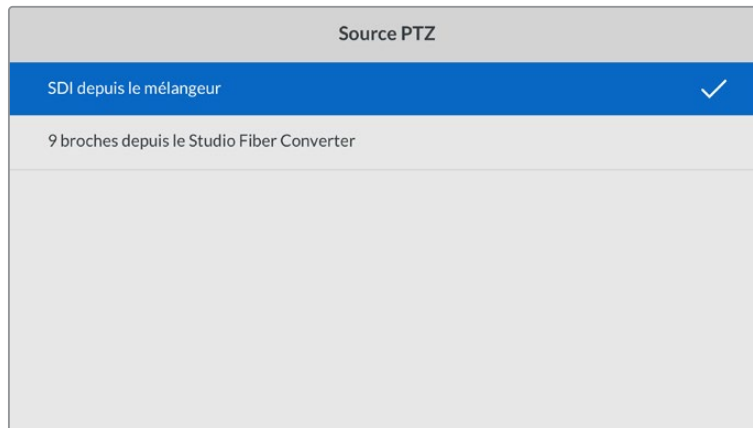 Source PTZ
SDI depuis le mélangeur
9 broches depuis le Studio Fiber Converter